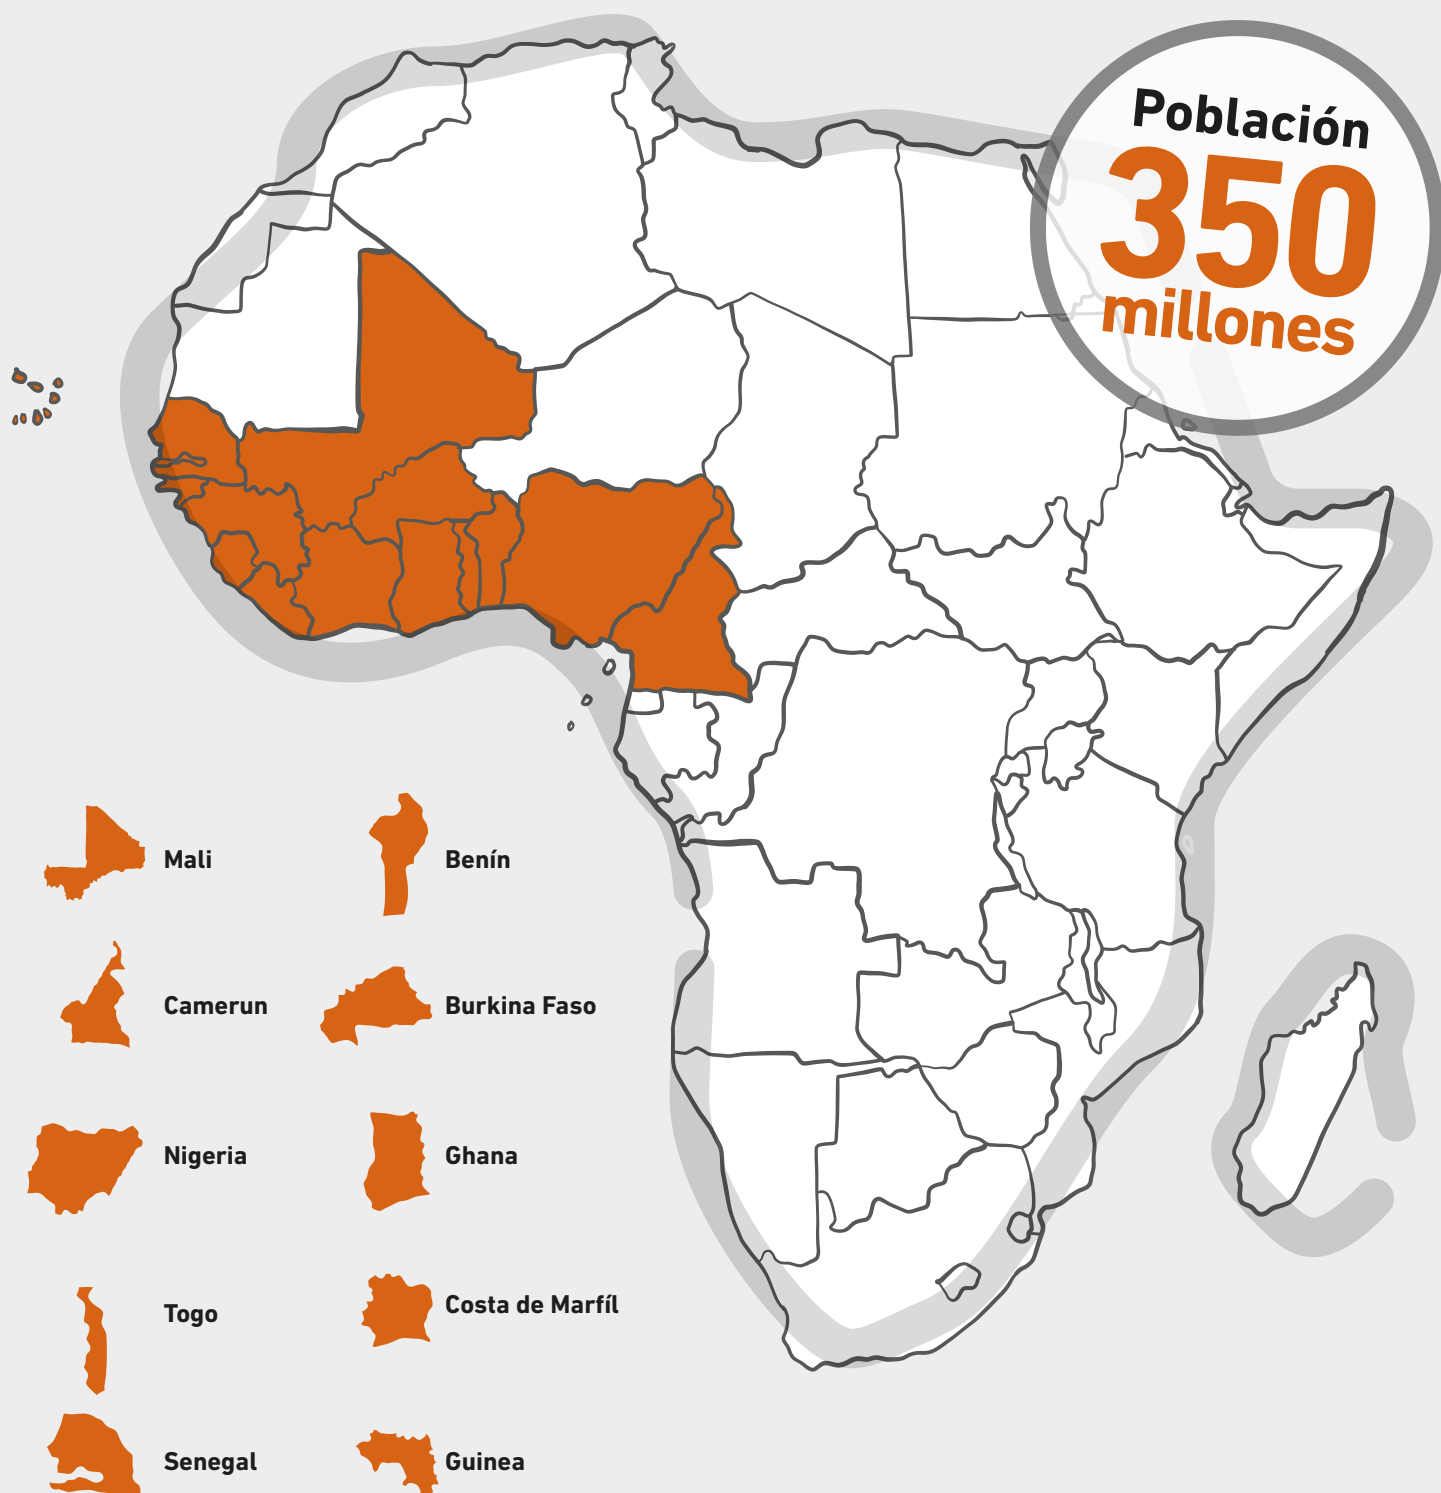 Población
350
millones
Mali
Benín
Camerun
Burkina Faso
Nigeria
Ghana
Togo
Costa de Marfíl
Senegal
Guinea